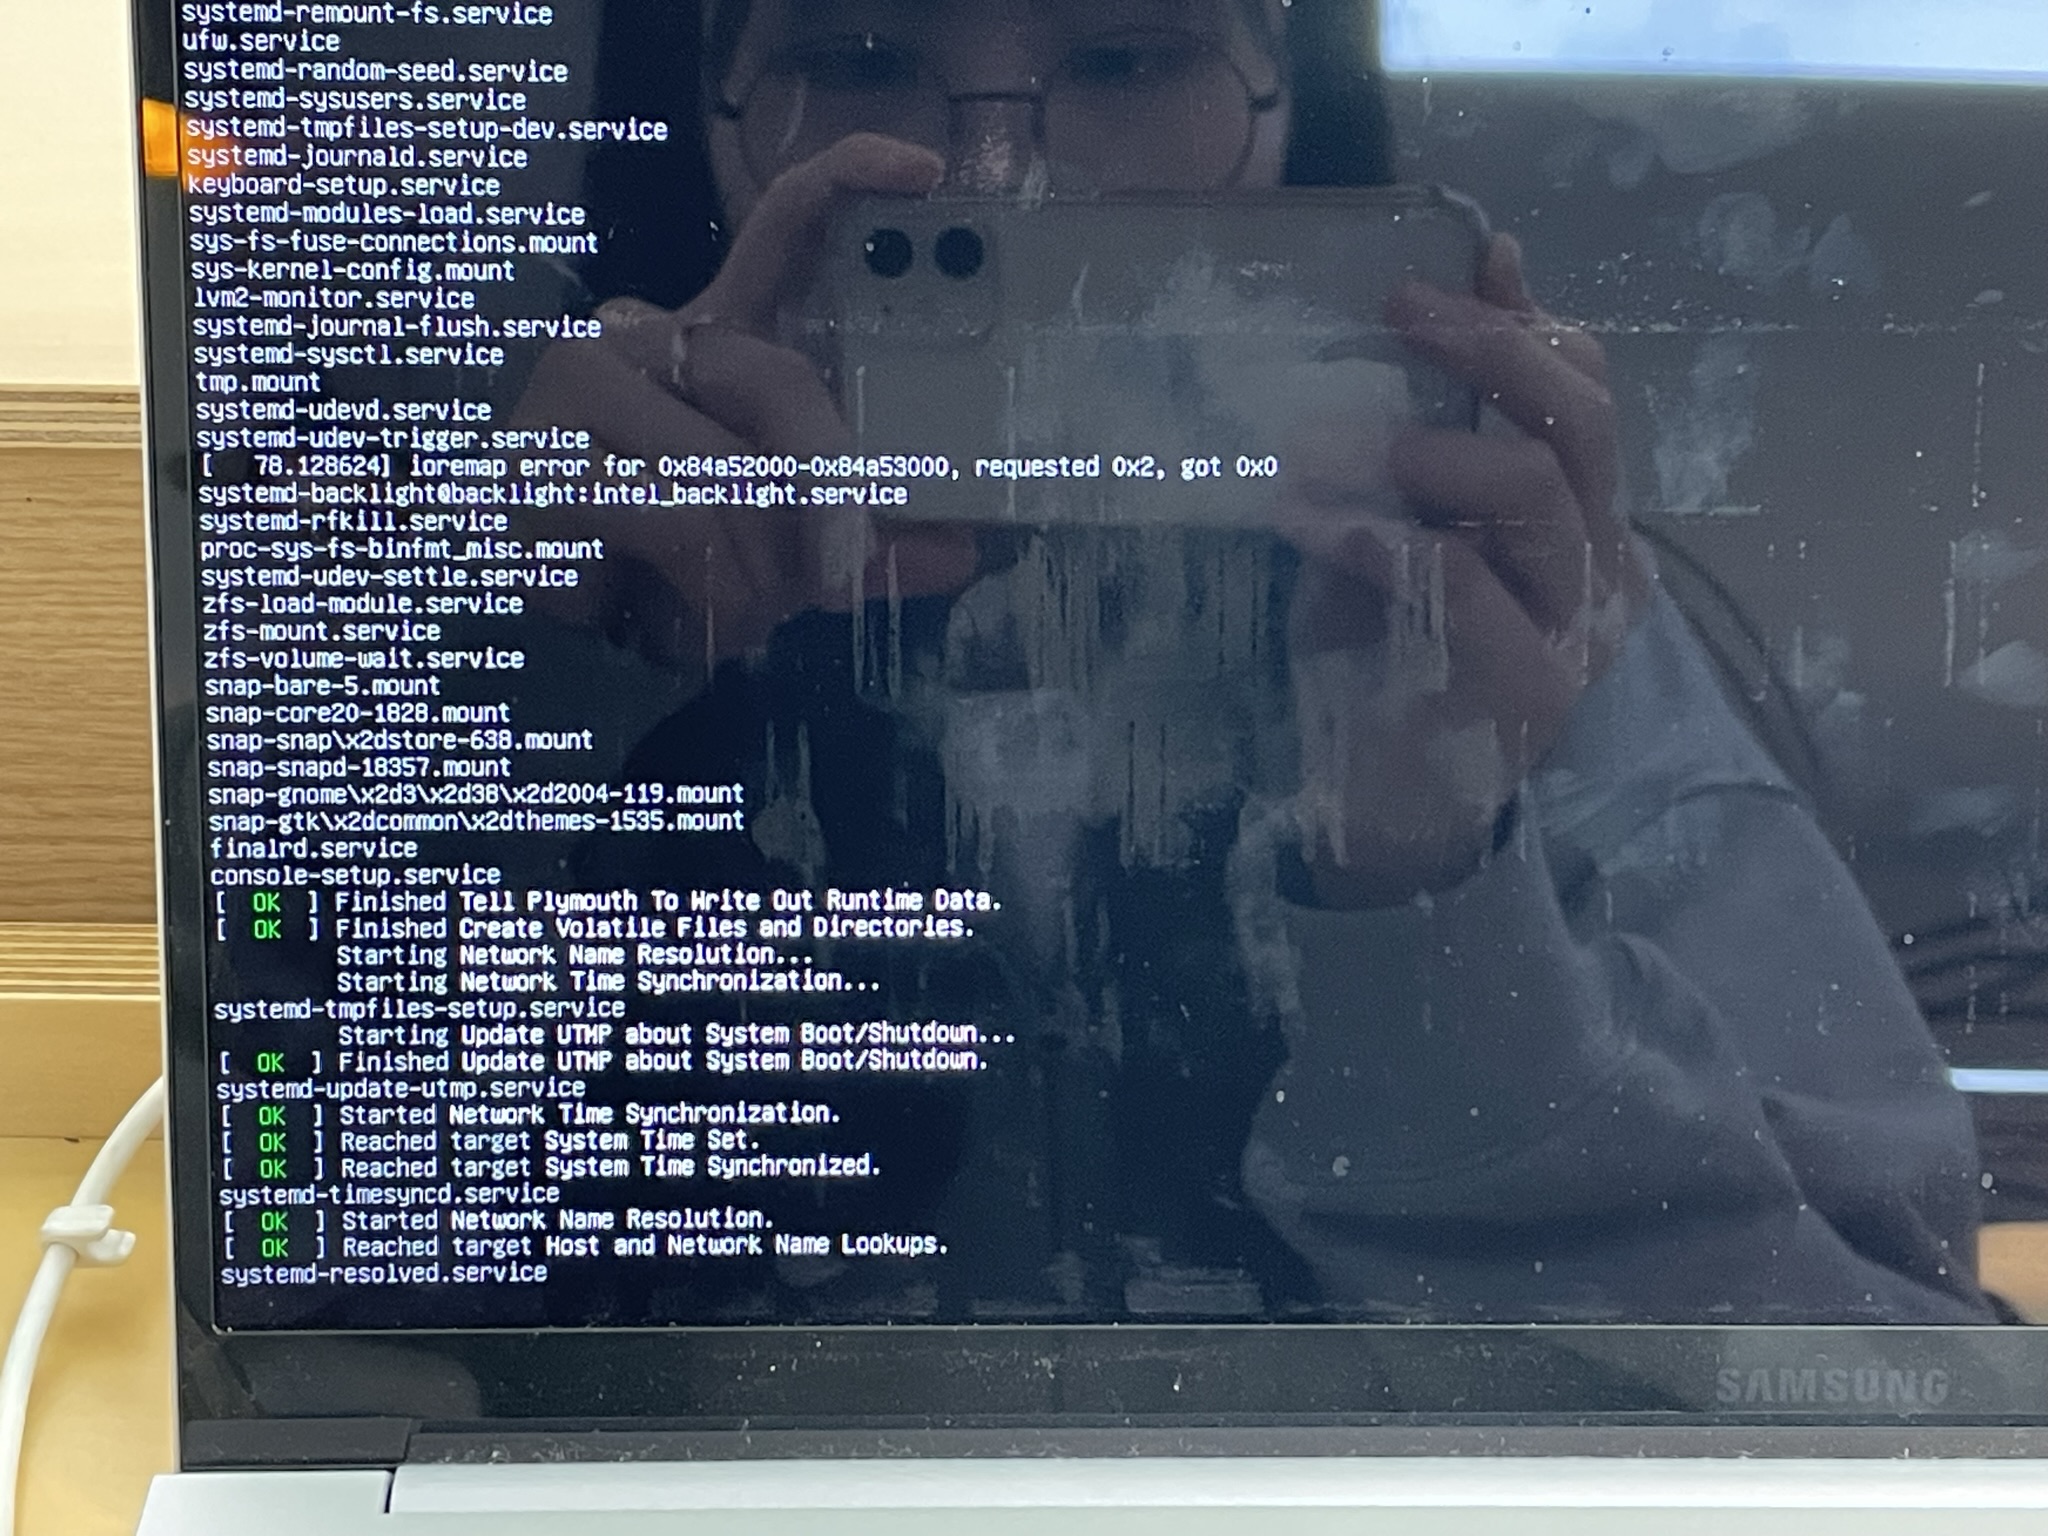 systemd-remount-fs.service
ufw.service
systemd-random-seed.service
systemd-sysusers.service
systemd-tmpfiles-setup-dev.service
systemd-journald.service
keyboard-setup.service
systemd-modules-load.service
sys-fs-fuse-connections.mount
sys-kernel-config.mount
lvm2-monitor.service
systemd-journal-flush.service
systemd-sysctl.service
tmp.mount
systemd-udevd.service
systemd-udev-trigger.service
[   78.128624] ioremap error for 0x84a52000-0x84a53000, requested 0x2, got 0x0
systemd-backlight@backlight:intel_backlight.service
systemd-rfkill.service
proc-sys-fs-binfmt_misc.mount
systemd-udev-settle.service
zfs-load-module.service
zfs-mount.service
zfs-volume-wait.service
snap-bare-5.mount
snap-core20-1828.mount
snap-snap\x2dstore-638.mount
snap-snapd-18357.mount
snap-gnome\x2d3\x2d38\x2d2004-119.mount
snap-gtk\x2dcommon\x2dthemes-1535.mount
finalrd.service
console-setup.service
[  OK  ] Finished Tell Plymouth To Write Out Runtime Data.
[  OK  ] Finished Create Volatile Files and Directories.
Starting Network Name Resolution...
Starting Network Time Synchronization...
systemd-tmpfiles-setup.service
Starting Update UTMP about System Boot/Shutdown...
[  OK  ] Finished Update UTMP about System Boot/Shutdown.
systemd-update-utmp.service
[  OK  ] Started Network Time Synchronization.
[  OK  ] Reached target System Time Set.
[  OK  ] Reached target System Time Synchronized.
systemd-timesyncd.service
[  OK  ] Started Network Name Resolution.
[  OK  ] Reached target Host and Network Name Lookups.
systemd-resolved.service
SAMSUNG